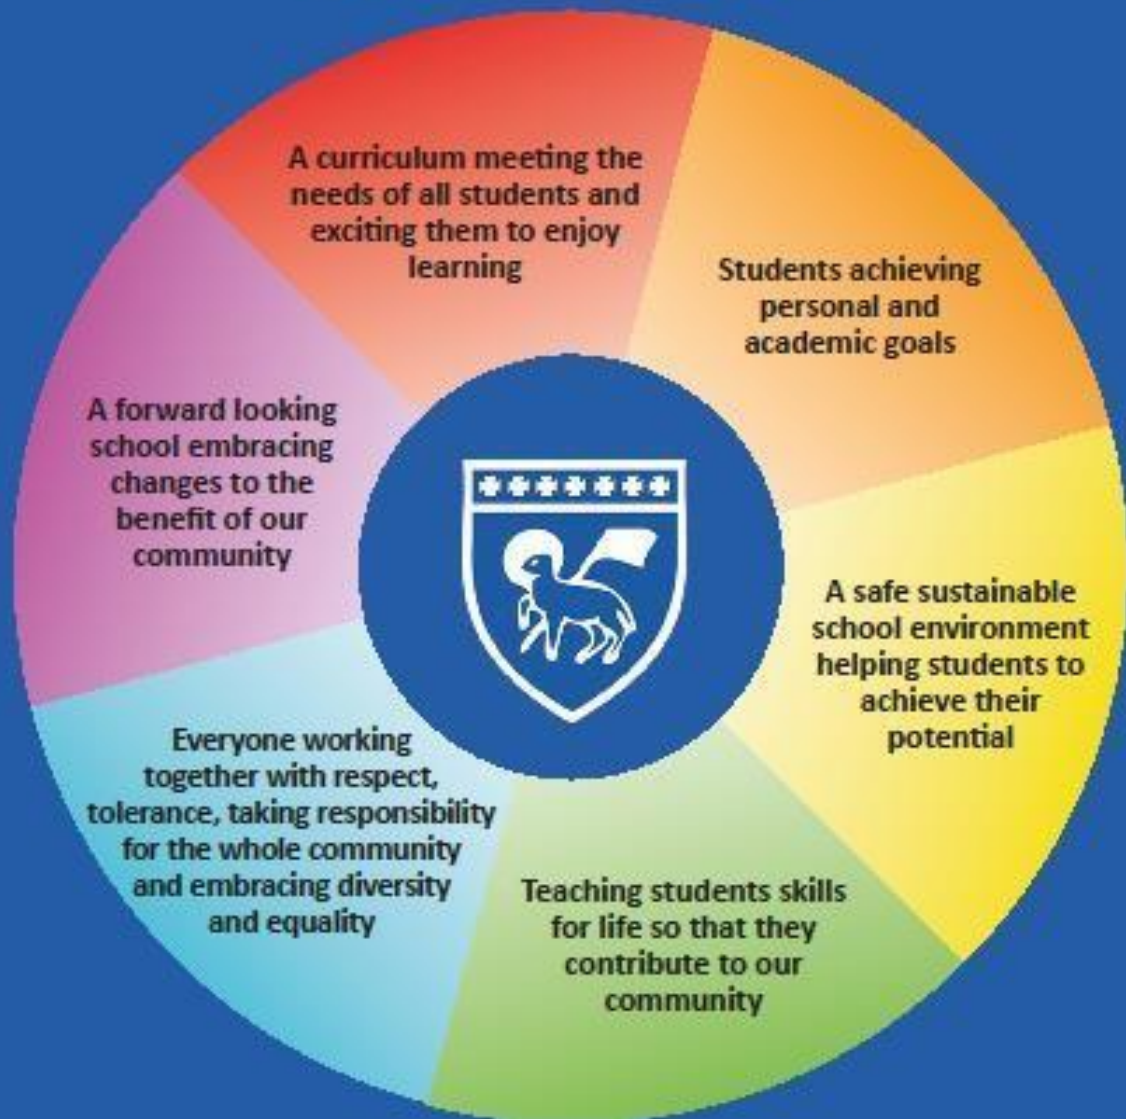 A curriculum meeting the
needs of all students and
exciting them to enjoy
learning
Students achieving
personal and
academic goals
A safe sustainable
school environment
helping students to
achieve their
potential
Teaching students skills
for life so that they
contribute to our
community
Everyone working
together with respect,
tolerance, taking responsibility
for the whole community
and embracing diversity
and equality
A forward looking
school embracing
changes to the
benefit of our
community